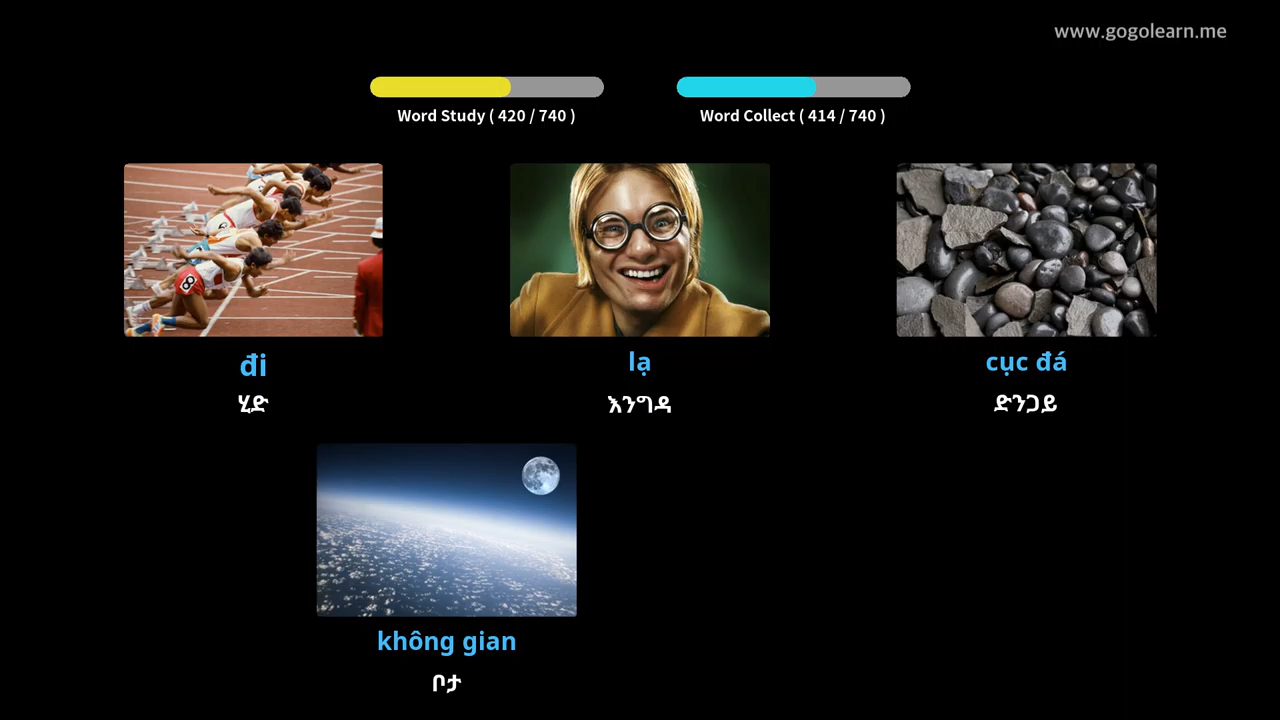 www.gogolearn.me
Word Study ( 420 / 740 )
Word Collect ( 414 / 740 )
8
đi
lạ
cục đá
ሂድ
እንግዳ
ድንጋይ
không gian
ቦታ